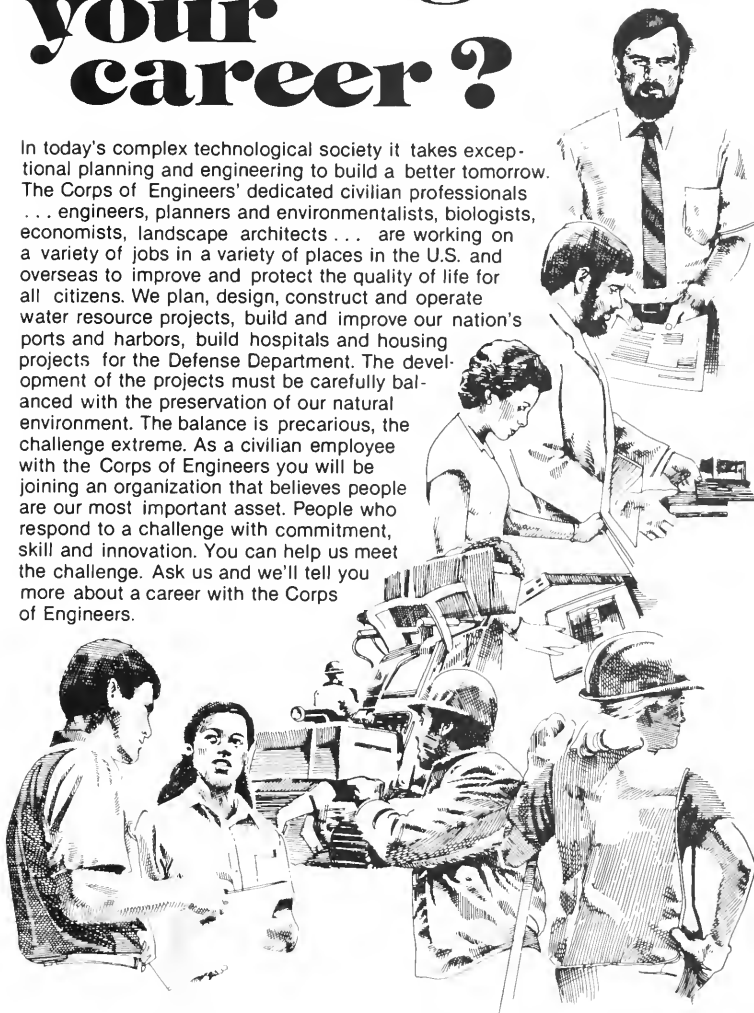 your
career?
In today's complex technological society it takes excep-
tional planning and engineering to build a better tomorrow.
The Corps of Engineers' dedicated civilian professionals
... engineers, planners and environmentalists, biologists,
economists, landscape architects ... are working on
a variety of jobs in a variety of places in the U.S. and
overseas to improve and protect the quality of life for
all citizens. We plan, design, construct and operate
water resource projects, build and improve our nation's
ports and harbors, build hospitals and housing
projects for the Defense Department. The devel-
opment of the projects must be carefully bal-
anced with the preservation of our natural
environment. The balance is precarious, the
challenge extreme. As a civilian employee
with the Corps of Engineers you will be
joining an organization that believes people
are our most important asset. People who
respond to a challenge with commitment,
skill and innovation. You can help us meet
the challenge. Ask us and we'll tell you
more about a career with the Corps
of Engineers.